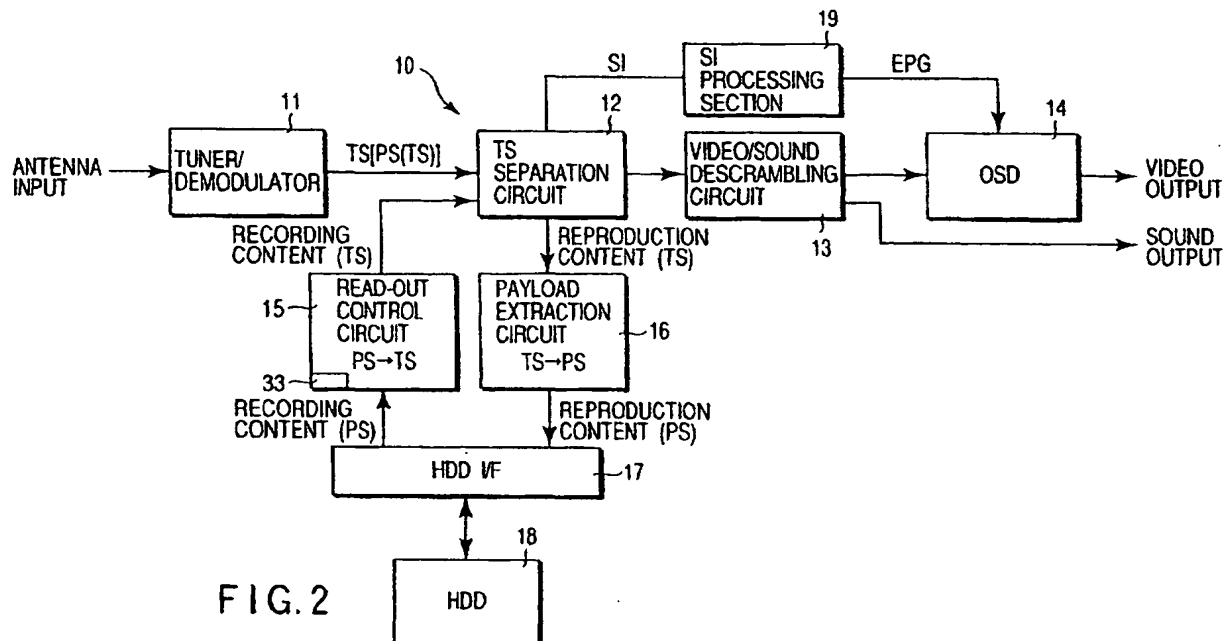 19
SI
SI
PROCESSING
SECTION
EPG
10
11
12
14
ANTENNA
INPUT
TUNER/
DEMODULATOR
TS[PS(TS)]
TS
SEPARATION
CIRCUIT
VIDEO/SOUND
DESCRAMBLING
CIRCUIT
13
OSD
VIDEO
OUTPUT
SOUND
OUTPUT
RECORDING
CONTENT (TS)
REPRODUCTION
CONTENT (TS)
15
READ-OUT
CONTROL
CIRCUIT
PS→TS
33
PAYLOAD
EXTRACTION
CIRCUIT
TS→PS
16
RECORDING
CONTENT (PS)
REPRODUCTION
CONTENT (PS)
HDD I/F
17
18
HDD
FIG. 2